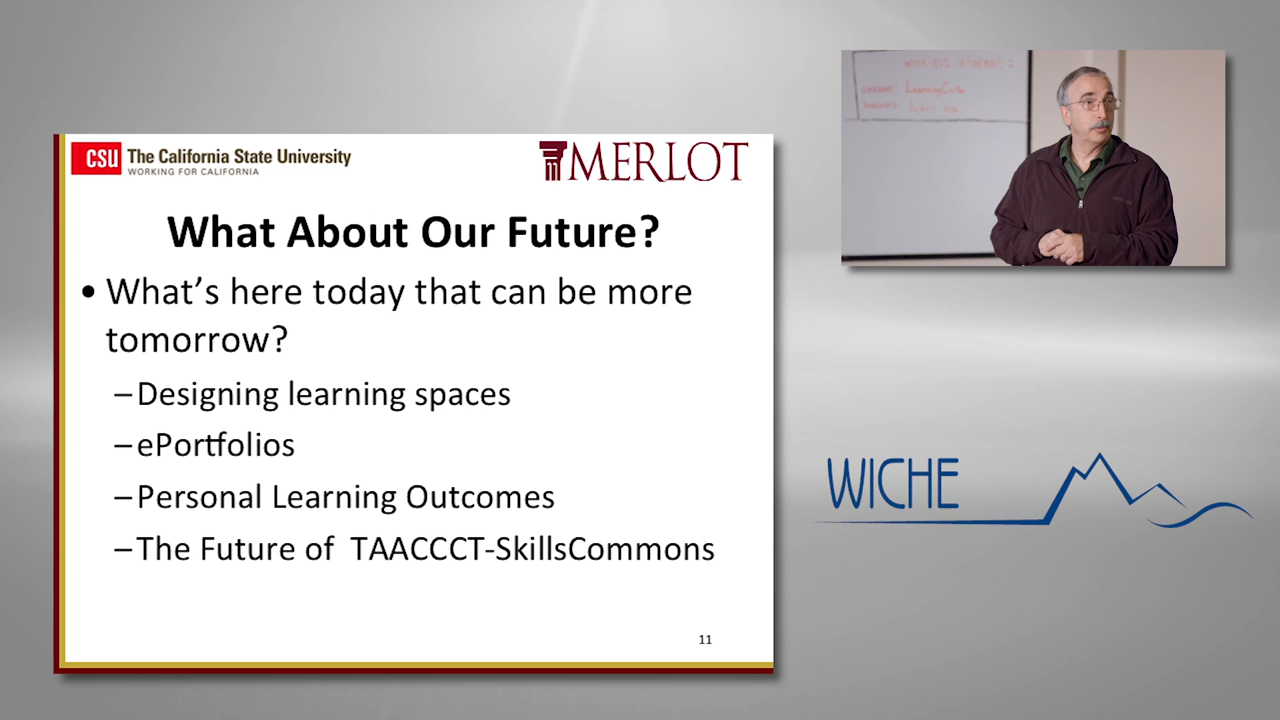 CSU The California State University
WORKING FOR CALIFORNIA
MERLOT
What About Our Future?
• What's here today that can be more
tomorrow?
– Designing learning spaces
– ePortfolios
– Personal Learning Outcomes
– The Future of TAACCCT-SkillsCommons
11
WICHE